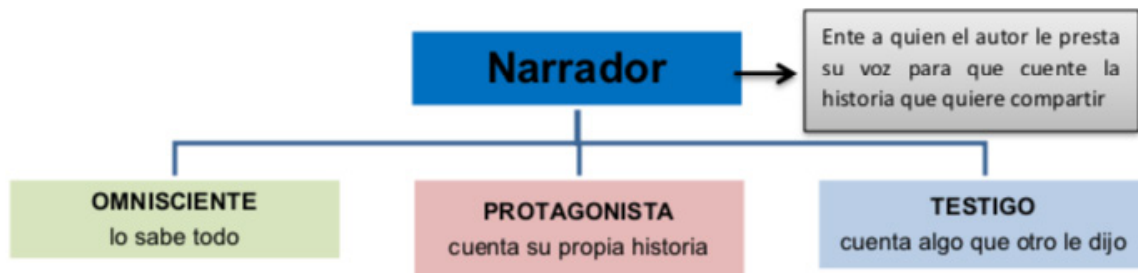 Narrador
Ente a quien el autor le presta
su voz para que cuente la
historia que quiere compartir
OMNISCIENTE
lo sabe todo
PROTAGONISTA
cuenta su propia historia
TESTIGO
cuenta algo que otro le dijo